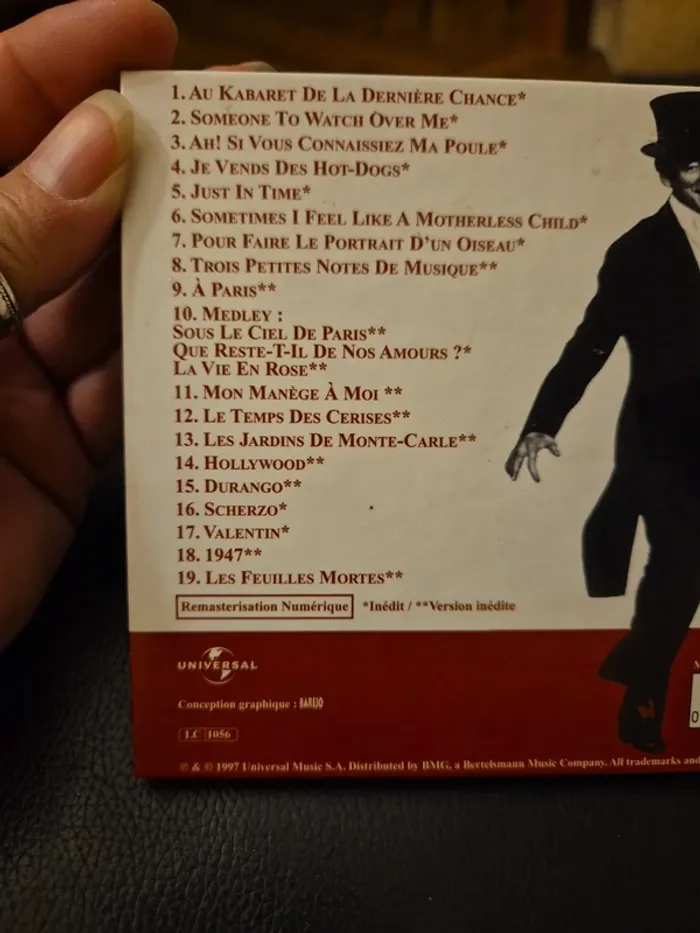 1. Au Kabaret De La Dernière Chance*
2. Someone To Watch Over Me*
3. Ah! Si Vous Connaissiez Ma Poule*
4. Je Vends Des Hot-Dogs*
5. Just In Time*
6. Sometimes I Feel Like A Motherless Child*
7. Pour Faire Le Portrait D'un Oiseau*
8. Trois Petites Notes De Musique**
9. À Paris**
10. Medley :
Sous Le Ciel De Paris**
Que Reste-T-Il De Nos Amours ?*
La Vie En Rose**
11. Mon Manège À Moi **
12. Le Temps Des Cerises**
13. Les Jardins De Monte-Carle**
14. Hollywood**
15. Durango**
16. Scherzo*
17. Valentin*
18. 1947**
19. Les Feuilles Mortes**
Remasterisation Numérique *Inédit / **Version inédite
UNIVERSAL
Conception graphique : BAREJO
LC 1056
℗ & © 1997 Universal Music S.A. Distributed by BMG, a Bertelsmann Music Company. All trademarks and